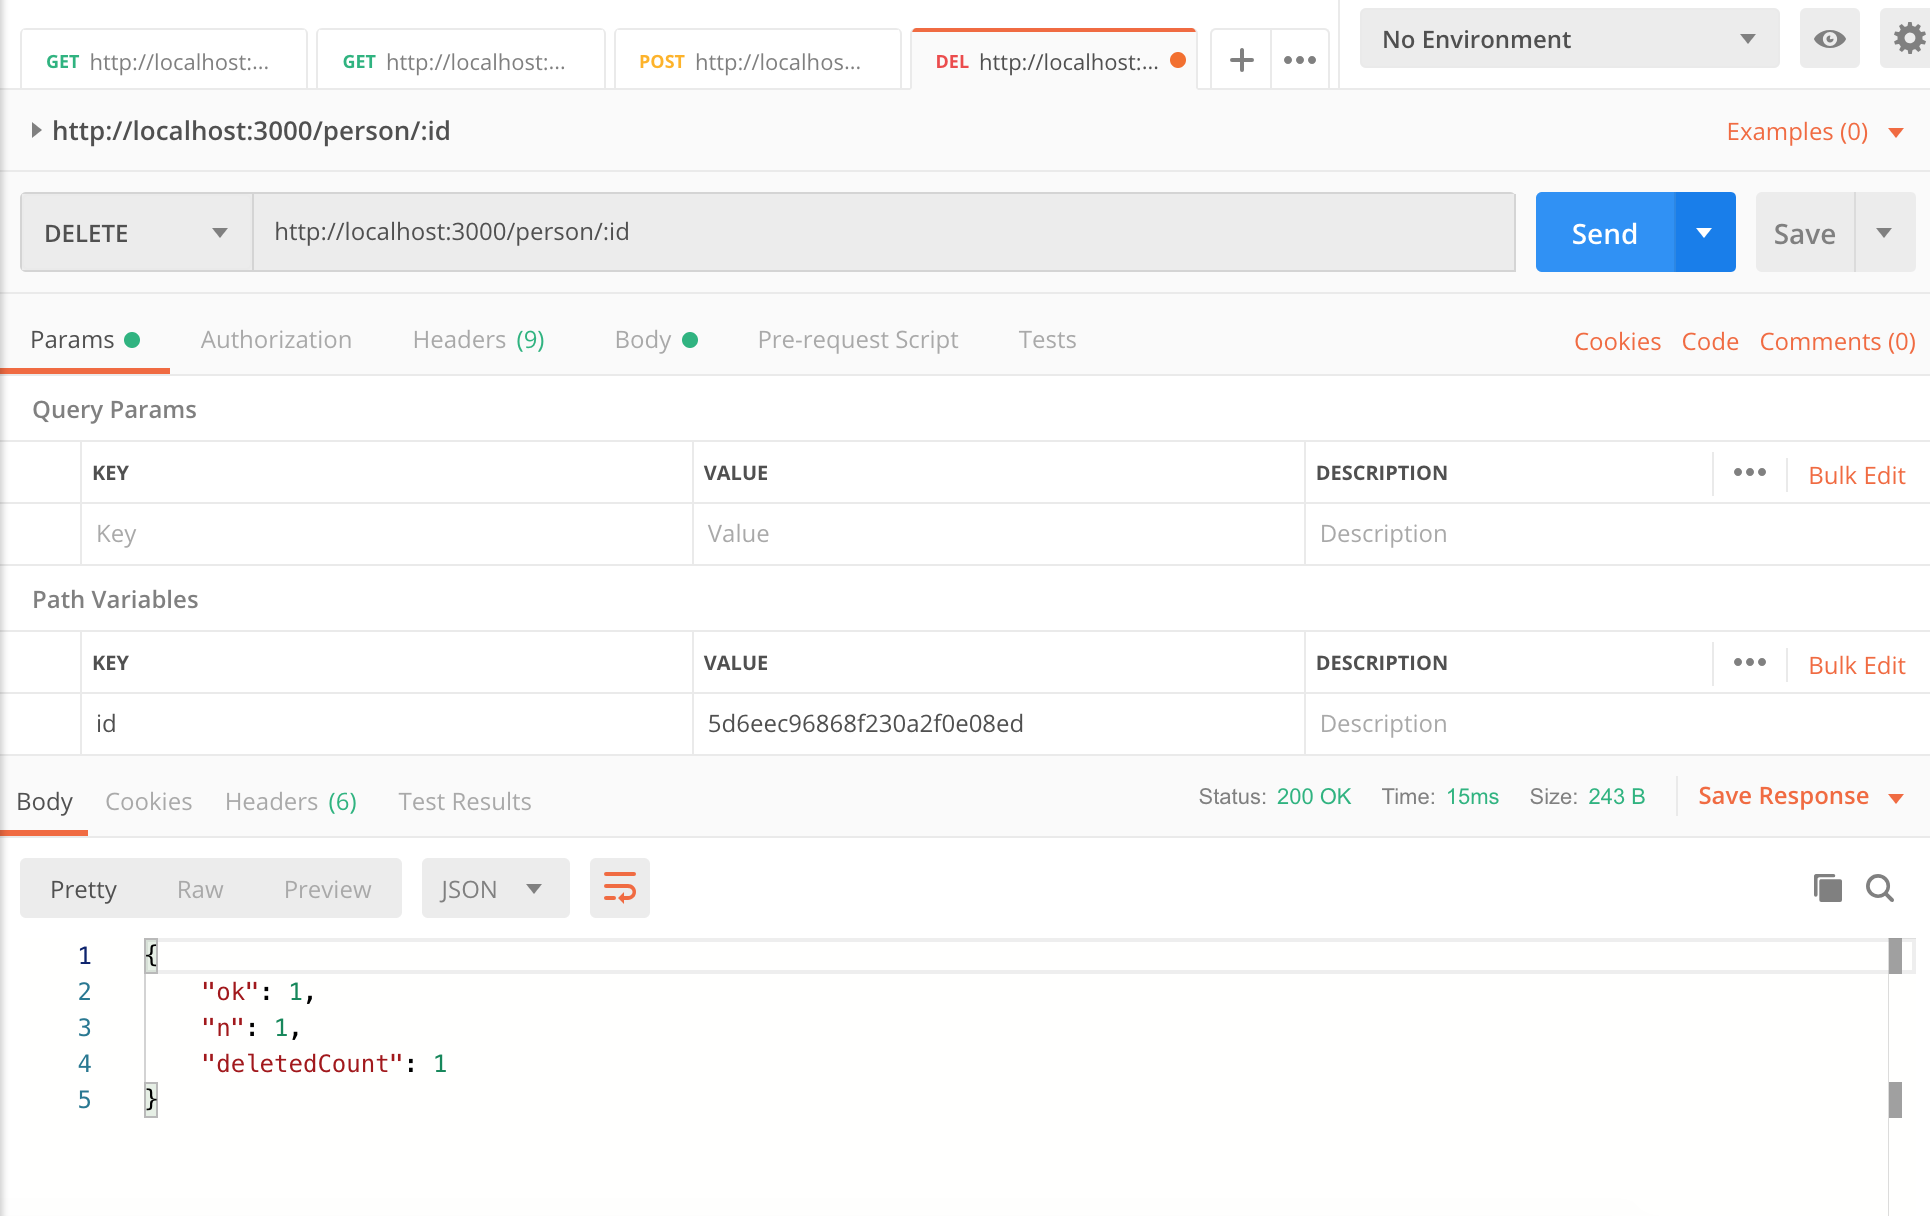 GET http://localhost:... GET http://localhost:... POST http://localhos... DEL http://localhost:... No Environment
http://localhost:3000/person/:id Examples (0)
DELETE http://localhost:3000/person/:id Send Save
Params Authorization Headers (9) Body Pre-request Script Tests Cookies Code Comments (0)
Query Params
KEY VALUE DESCRIPTION ••• Bulk Edit
Key Value Description
Path Variables
KEY VALUE DESCRIPTION ••• Bulk Edit
id 5d6eec96868f230a2f0e08ed Description
Body Cookies Headers (6) Test Results Status: 200 OK Time: 15ms Size: 243 B Save Response
Pretty Raw Preview JSON
1 {
2 "ok": 1,
3 "n": 1,
4 "deletedCount": 1
5 }